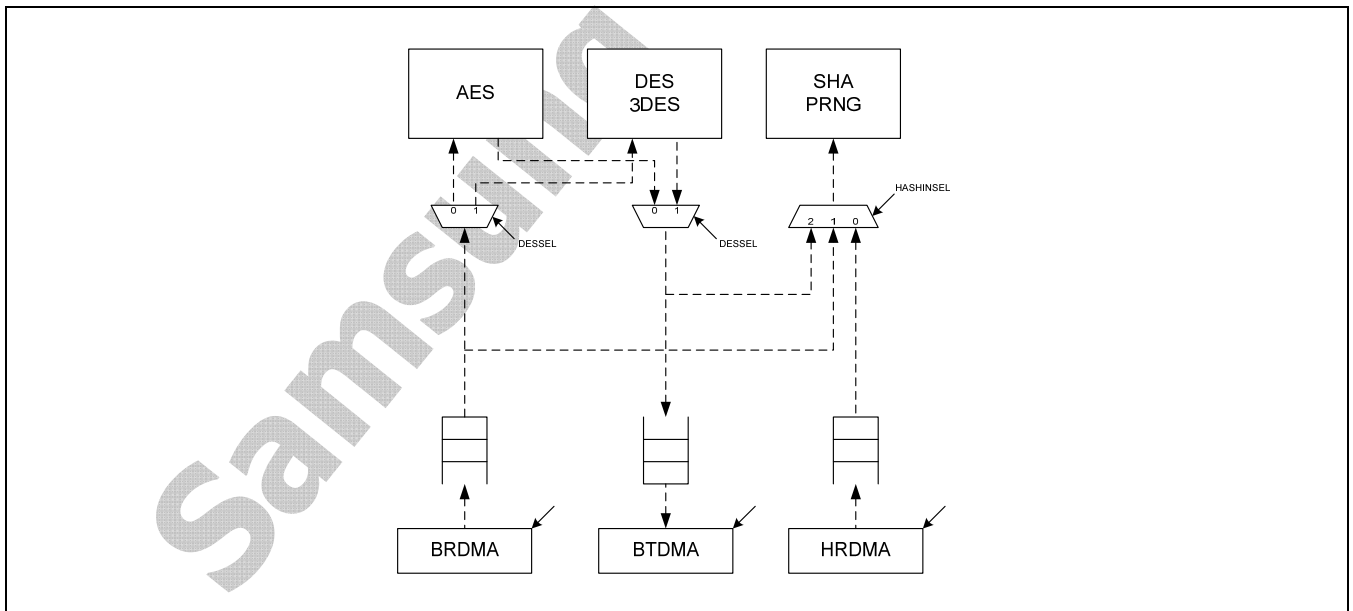 AES
DES
3DES
SHA
PRNG
HASHINSEL
0 1
0 1
2 1 0
DESSEL
DESSEL
BRDMA
BTDMA
HRDMA
Samsung